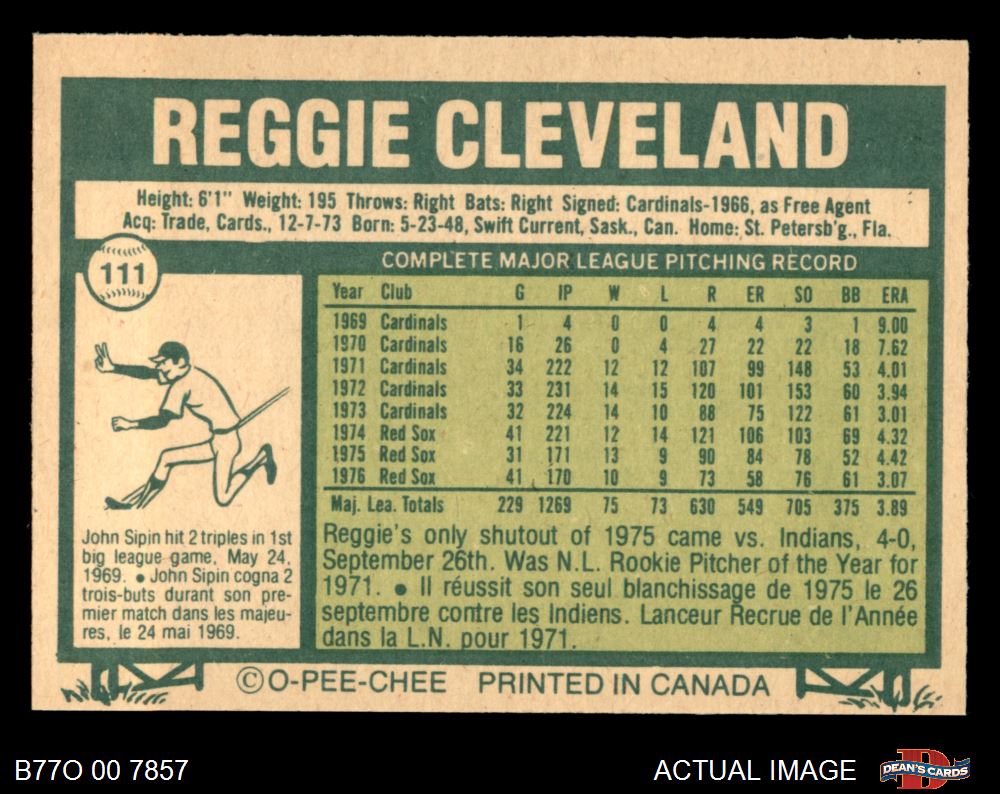 REGGIE CLEVELAND
Height: 6'1" Weight: 195 Throws: Right Bats: Right Signed: Cardinals-1966, as Free Agent
Acq: Trade, Cards., 12-7-73 Born: 5-23-48, Swift Current, Sask., Can. Home: St. Petersb'g., Fla.
111
COMPLETE MAJOR LEAGUE PITCHING RECORD
Year Club G IP W L R ER SO BB ERA
1969 Cardinals 1 4 0 0 4 4 3 1 9.00
1970 Cardinals 16 26 0 4 27 22 22 18 7.62
1971 Cardinals 34 222 12 12 107 99 148 53 4.01
1972 Cardinals 33 231 14 15 120 101 153 60 3.94
1973 Cardinals 32 224 14 10 88 75 122 61 3.01
1974 Red Sox 41 221 12 14 121 106 103 69 4.32
1975 Red Sox 31 171 13 9 90 84 78 52 4.42
1976 Red Sox 41 170 10 9 73 58 76 61 3.07
Maj. Lea. Totals 229 1269 75 73 630 549 705 375 3.89
John Sipin hit 2 triples in 1st
big league game, May 24,
1969. • John Sipin cogna 2
trois-buts durant son pre-
mier match dans les majeu-
res, le 24 mai 1969.
Reggie's only shutout of 1975 came vs. Indians, 4-0,
September 26th. Was N.L. Rookie Pitcher of the Year for
1971. • Il réussit son seul blanchissage de 1975 le 26
septembre contre les Indiens. Lanceur Recrue de l'Année
dans la L.N. pour 1971.
©O-PEE-CHEE PRINTED IN CANADA
B77O 00 7857
ACTUAL IMAGE
DEAN'S CARDS